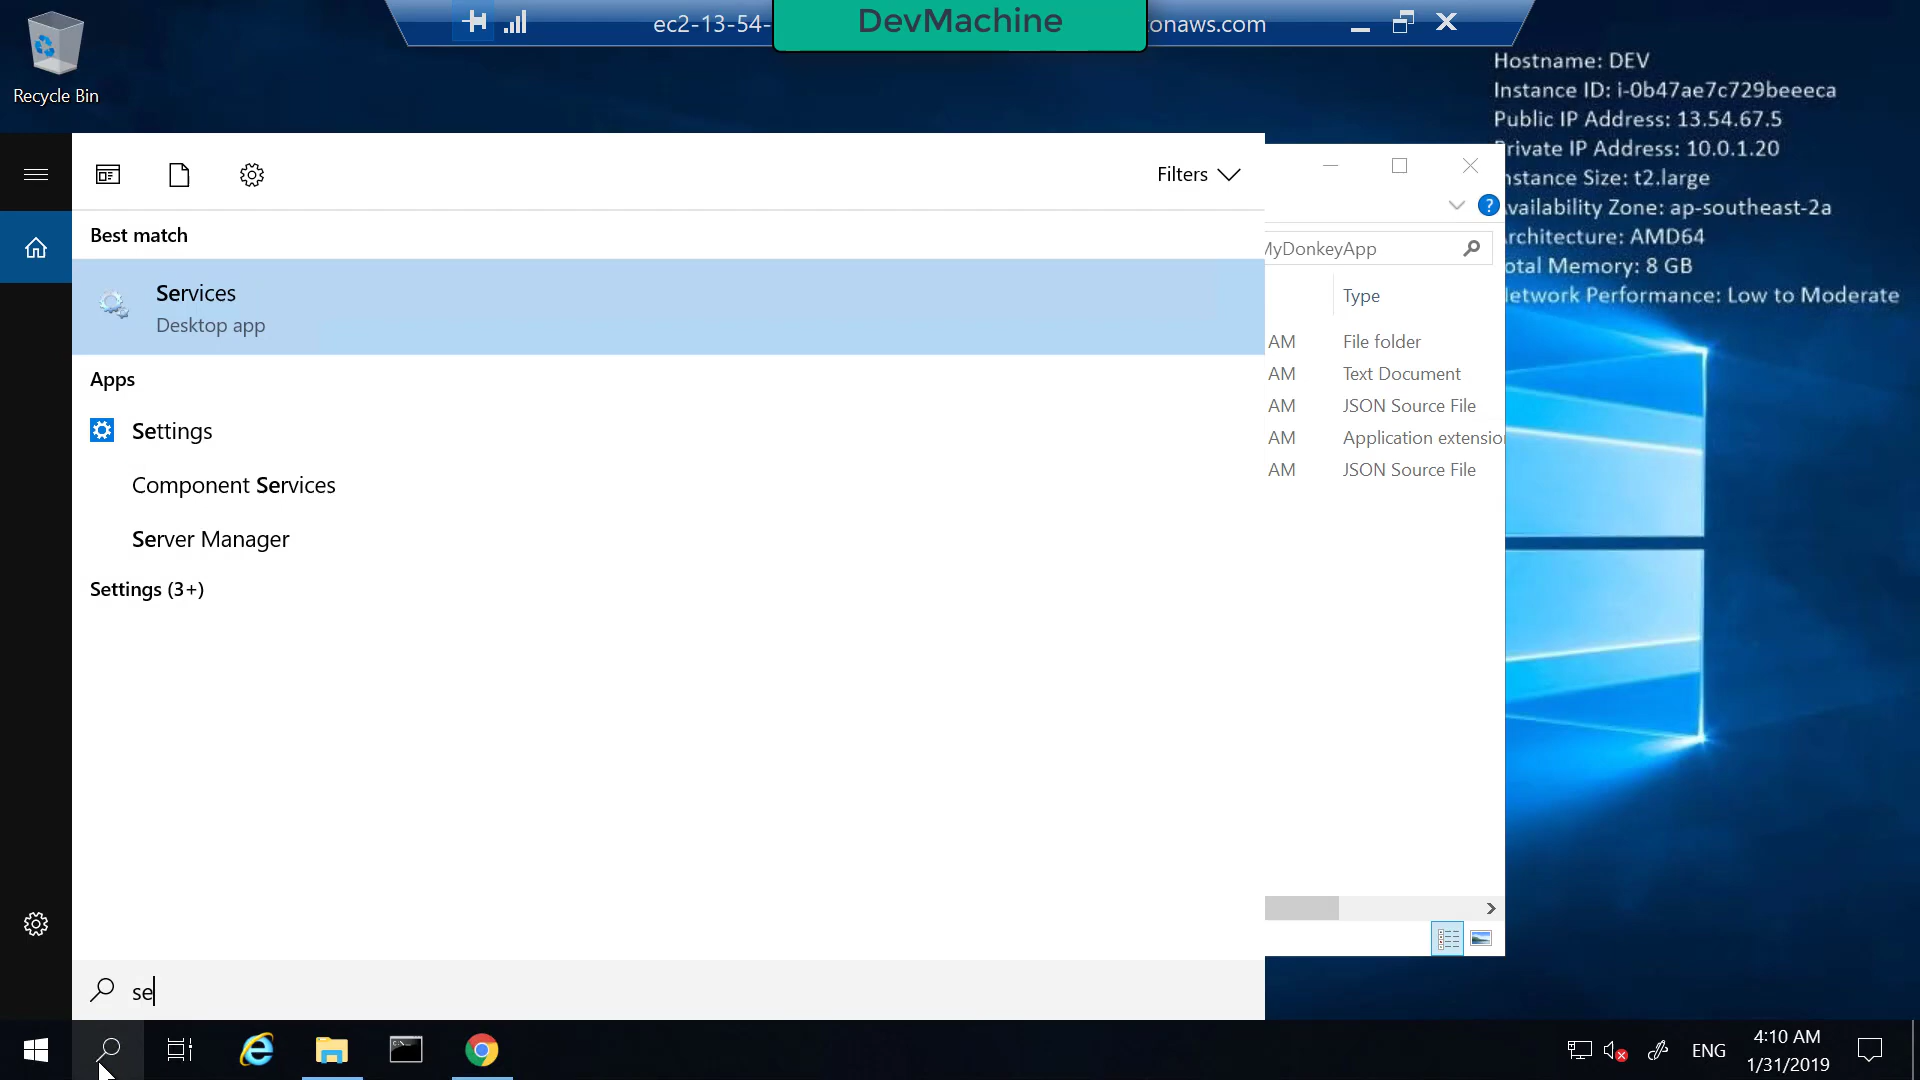 ec2-13-54-
DevMachine
onaws.com
Recycle Bin
Hostname: DEV
Instance ID: i-0b47ae7c729beeeca
Public IP Address: 13.54.67.5
Private IP Address: 10.0.1.20
nstance Size: t2.large
vailability Zone: ap-southeast-2a
rchitecture: AMD64
otal Memory: 8 GB
etwork Performance: Low to Moderate
Filters
Best match
Services
Desktop app
Apps
Settings
Component Services
Server Manager
Settings (3+)
MyDonkeyApp
Type
AM File folder
AM Text Document
AM JSON Source File
AM Application extensio
AM JSON Source File
se
ENG
4:10 AM
1/31/2019